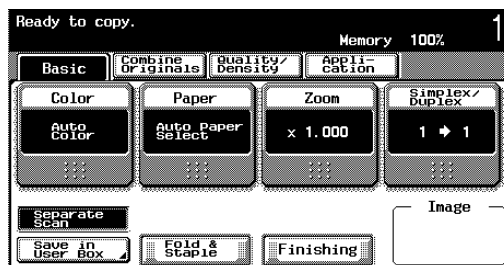 Ready to copy.
Memory 100% 1
Basic
Combine
Originals
Quality/
Density
Appli-
cation
Color
Auto
Color
Paper
Auto Paper
Select
Zoom
× 1.000
Simplex/
Duplex
1 → 1
Separate
Scan
Save in
User Box
Fold &
Staple
Finishing
Image